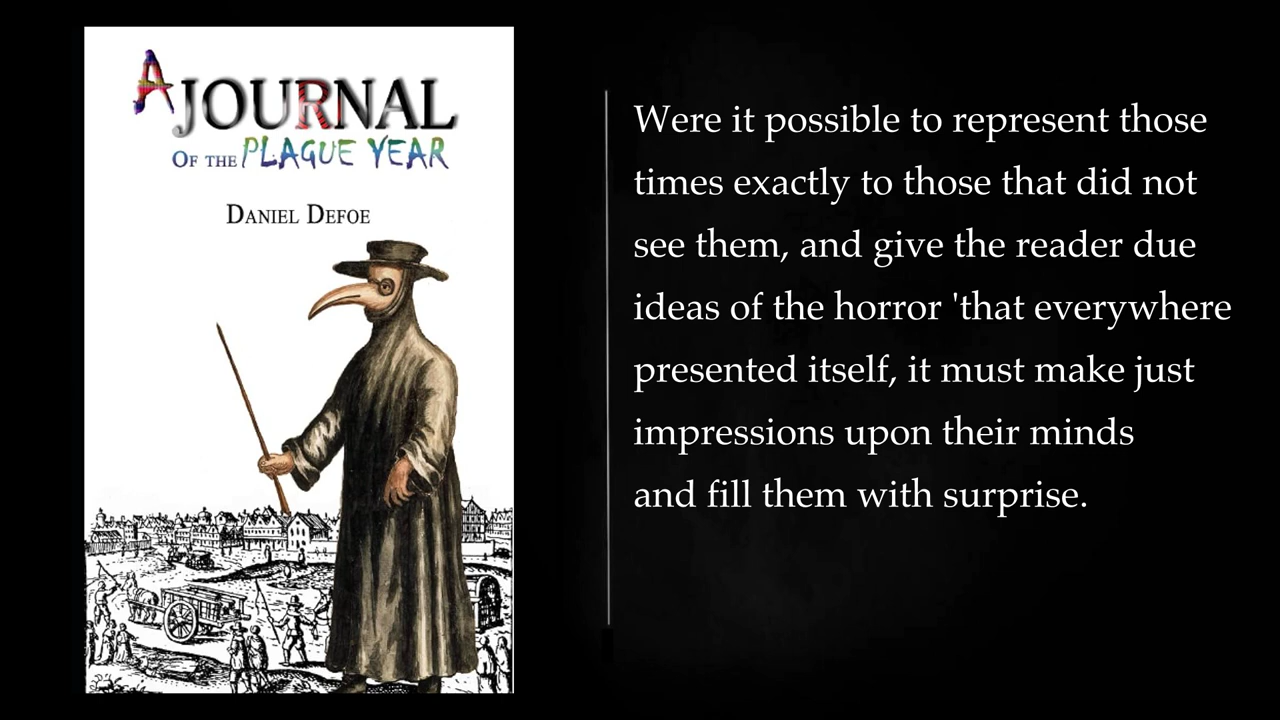 A JOURNAL
OF THE PLAGUE YEAR
DANIEL DEFOE
Were it possible to represent those
times exactly to those that did not
see them, and give the reader due
ideas of the horror 'that everywhere
presented itself, it must make just
impressions upon their minds
and fill them with surprise.